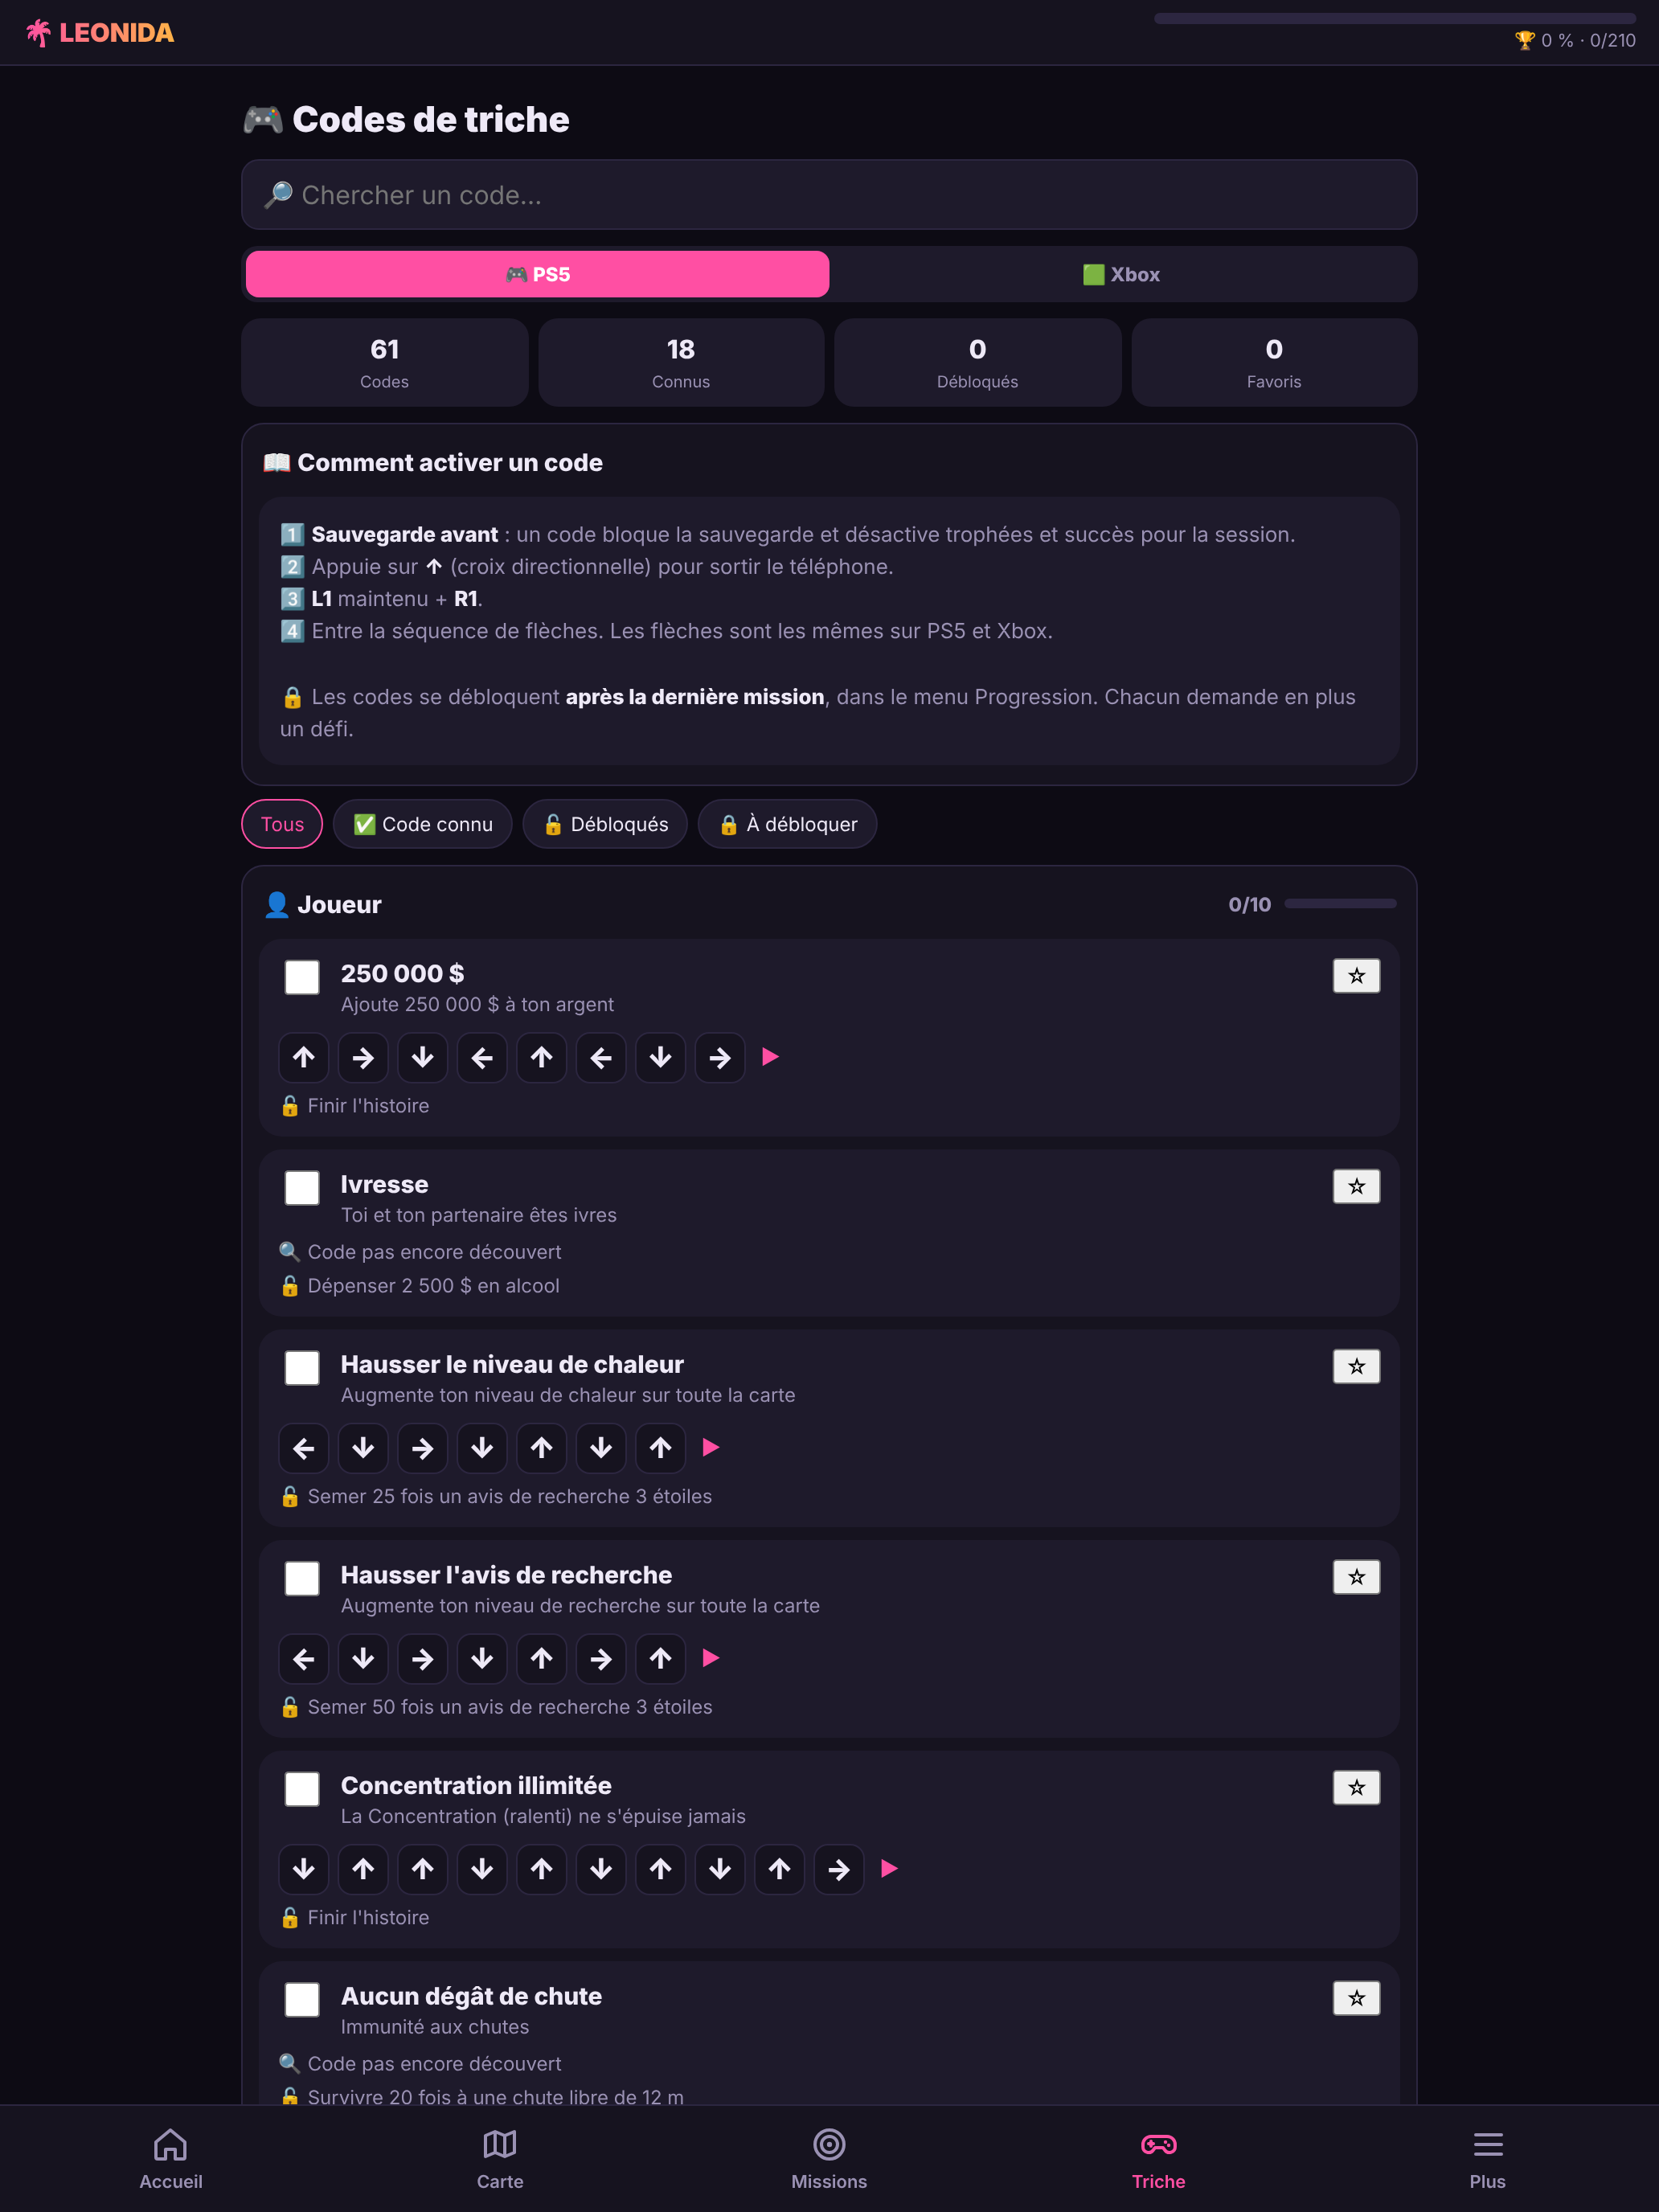 🌴 LEONIDA
🏆 0 % · 0/210
🎮 Codes de triche
🔎 Chercher un code...
🎮 PS5
🟩 Xbox
61
Codes
18
Connus
0
Débloqués
0
Favoris
📖 Comment activer un code
1️⃣ Sauvegarde avant : un code bloque la sauvegarde et désactive trophées et succès pour la session.
2️⃣ Appuie sur ↑ (croix directionnelle) pour sortir le téléphone.
3️⃣ L1 maintenu + R1.
4️⃣ Entre la séquence de flèches. Les flèches sont les mêmes sur PS5 et Xbox.
🔒 Les codes se débloquent après la dernière mission, dans le menu Progression. Chacun demande en plus
un défi.
Tous
✅ Code connu
🔓 Débloqués
🔒 À débloquer
👤 Joueur
0/10
250 000 $
☆
Ajoute 250 000 $ à ton argent
↑ → ↓ ← ↑ ← ↓ → ▶
🔓 Finir l'histoire
Ivresse
☆
Toi et ton partenaire êtes ivres
🔍 Code pas encore découvert
🔓 Dépenser 2 500 $ en alcool
Hausser le niveau de chaleur
☆
Augmente ton niveau de chaleur sur toute la carte
← ↓ → ↓ ↑ ↓ ↑ ▶
🔓 Semer 25 fois un avis de recherche 3 étoiles
Hausser l'avis de recherche
☆
Augmente ton niveau de recherche sur toute la carte
← ↓ → ↓ ↑ → ↑ ▶
🔓 Semer 50 fois un avis de recherche 3 étoiles
Concentration illimitée
☆
La Concentration (ralenti) ne s'épuise jamais
↓ ↑ ↑ ↓ ↑ ↓ ↑ ↓ ↑ → ▶
🔓 Finir l'histoire
Aucun dégât de chute
☆
Immunité aux chutes
🔍 Code pas encore découvert
🔓 Survivre 20 fois à une chute libre de 12 m
Accueil
Carte
Missions
Triche
Plus